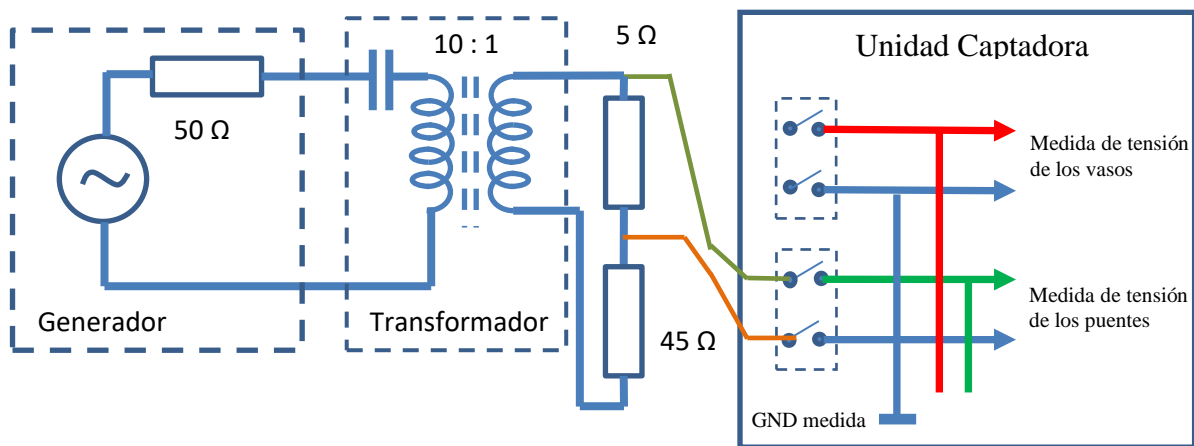 10 : 1
5 Ω
Unidad Captadora
50 Ω
Medida de tensión
de los vasos
Medida de tensión
de los puentes
Generador
Transformador
45 Ω
GND medida